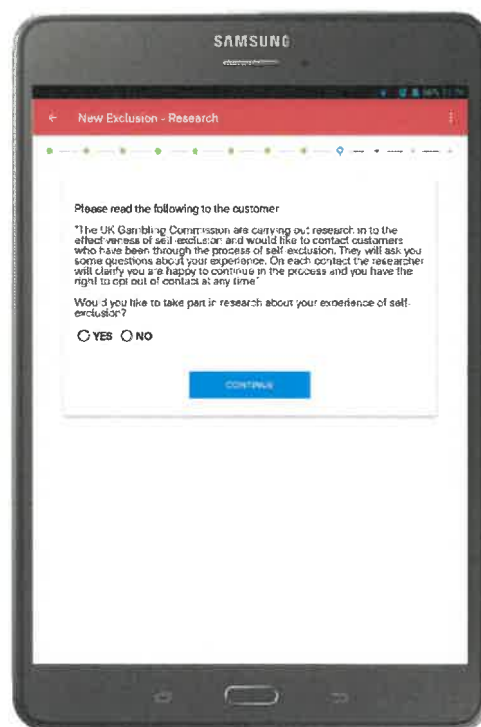 SAMSUNG
New Exclusion - Research
Please read the following to the customer
"The UK Gambling Commission are carrying out research in to the
effectiveness of self-exclusion and would like to contact customers
who have been through the process of self-exclusion. They will ask you
some questions about your experience. On each contact the researcher
will clarify you are happy to continue in the process and you have the
right to opt out of contact at any time"
Would you like to take part in research about your experience of self-
exclusion?
YES NO
CONTINUE